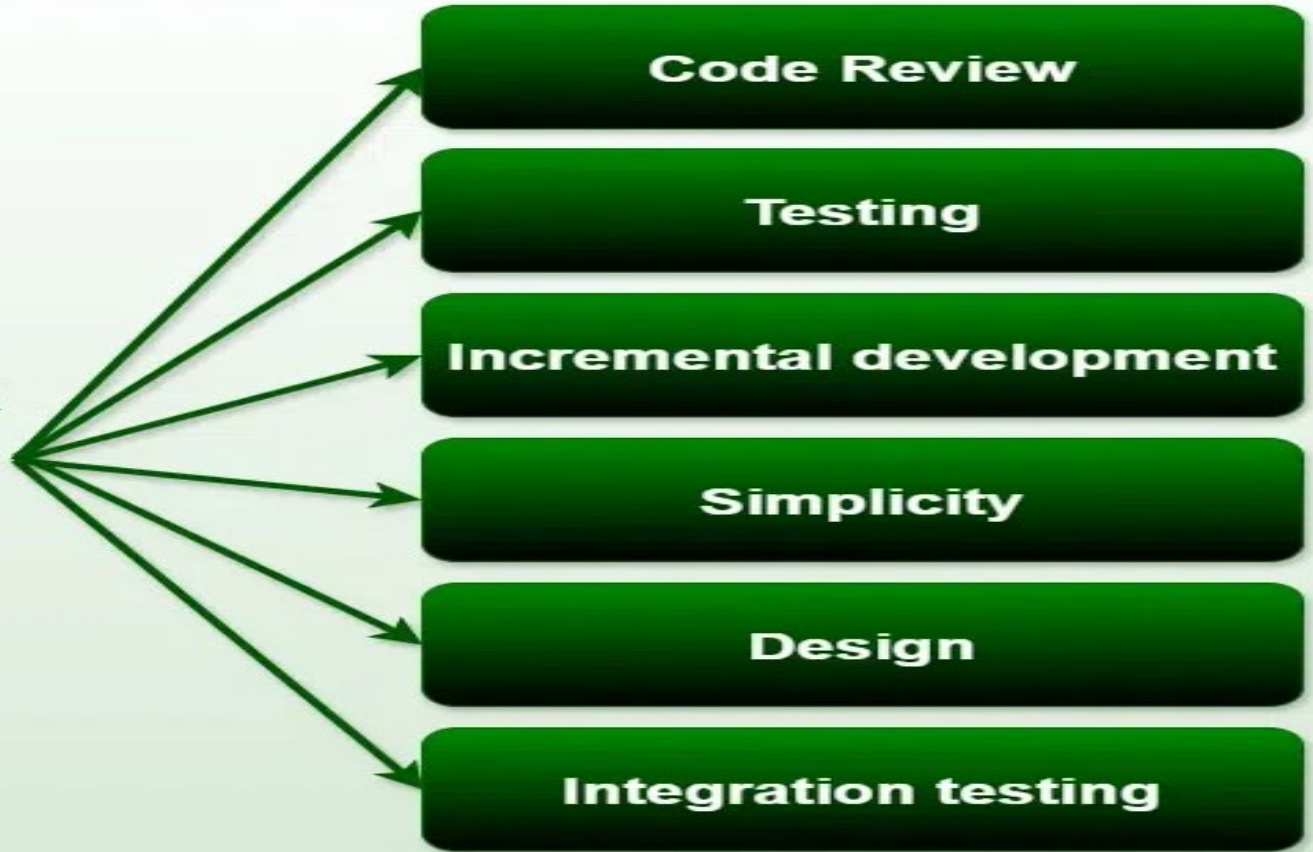 Code Review
Testing
Incremental development
Simplicity
Design
Integration testing